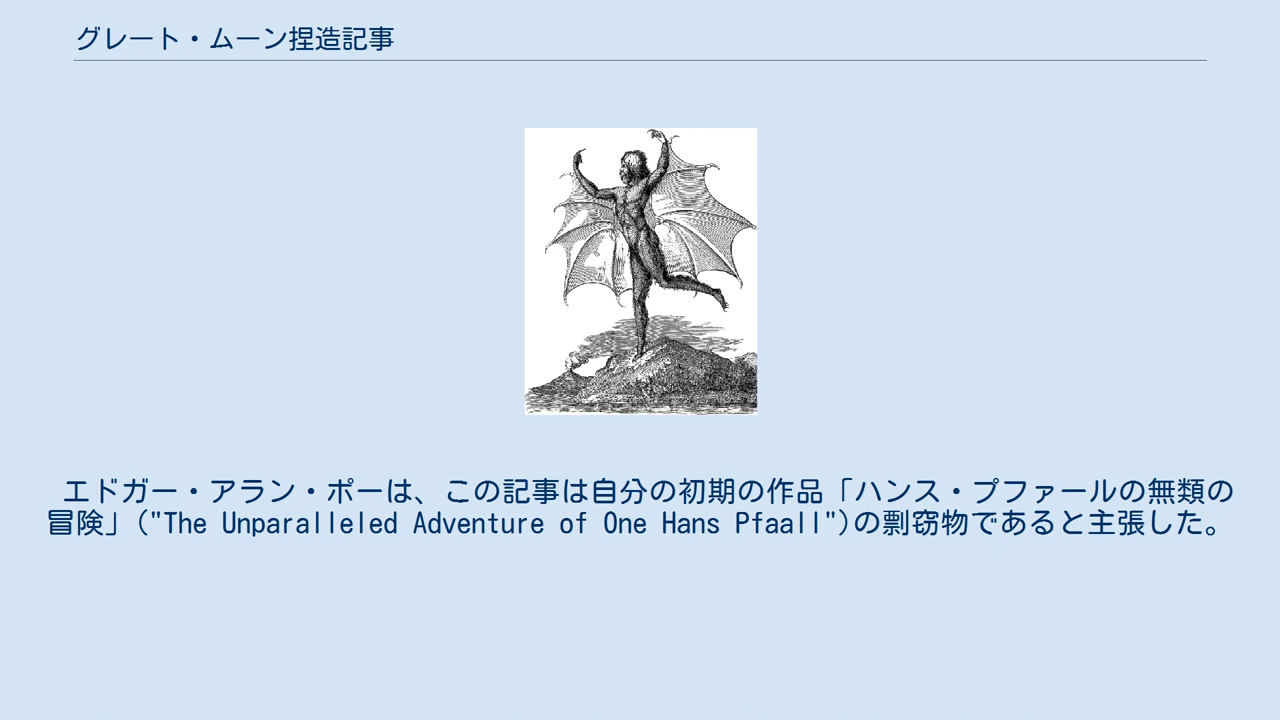 グレート・ムーン捏造記事
エドガー・アラン・ポーは、この記事は自分の初期の作品「ハンス・プファールの無類の
冒険」("The Unparalleled Adventure of One Hans Pfaall")の剽窃物であると主張した。